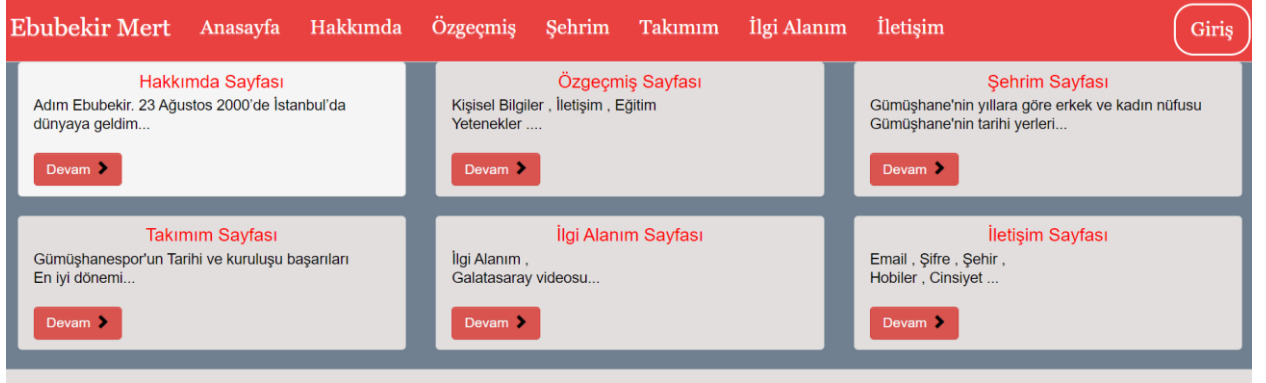 Ebubekir Mert Anasayfa Hakkımda Özgeçmiş Şehrim Takımım İlgi Alanım İletişim Giriş
Hakkımda Sayfası
Adım Ebubekir. 23 Ağustos 2000'de İstanbul'da
dünyaya geldim...
Devam
Özgeçmiş Sayfası
Kişisel Bilgiler , İletişim , Eğitim
Yetenekler ....
Devam
Şehrim Sayfası
Gümüşhane'nin yıllara göre erkek ve kadın nüfusu
Gümüşhane'nin tarihi yerleri...
Devam
Takımım Sayfası
Gümüşhanespor'un Tarihi ve kuruluşu başarıları
En iyi dönemi...
Devam
İlgi Alanım Sayfası
İlgi Alanım ,
Galatasaray videosu...
Devam
İletişim Sayfası
Email , Şifre , Şehir ,
Hobiler , Cinsiyet ...
Devam